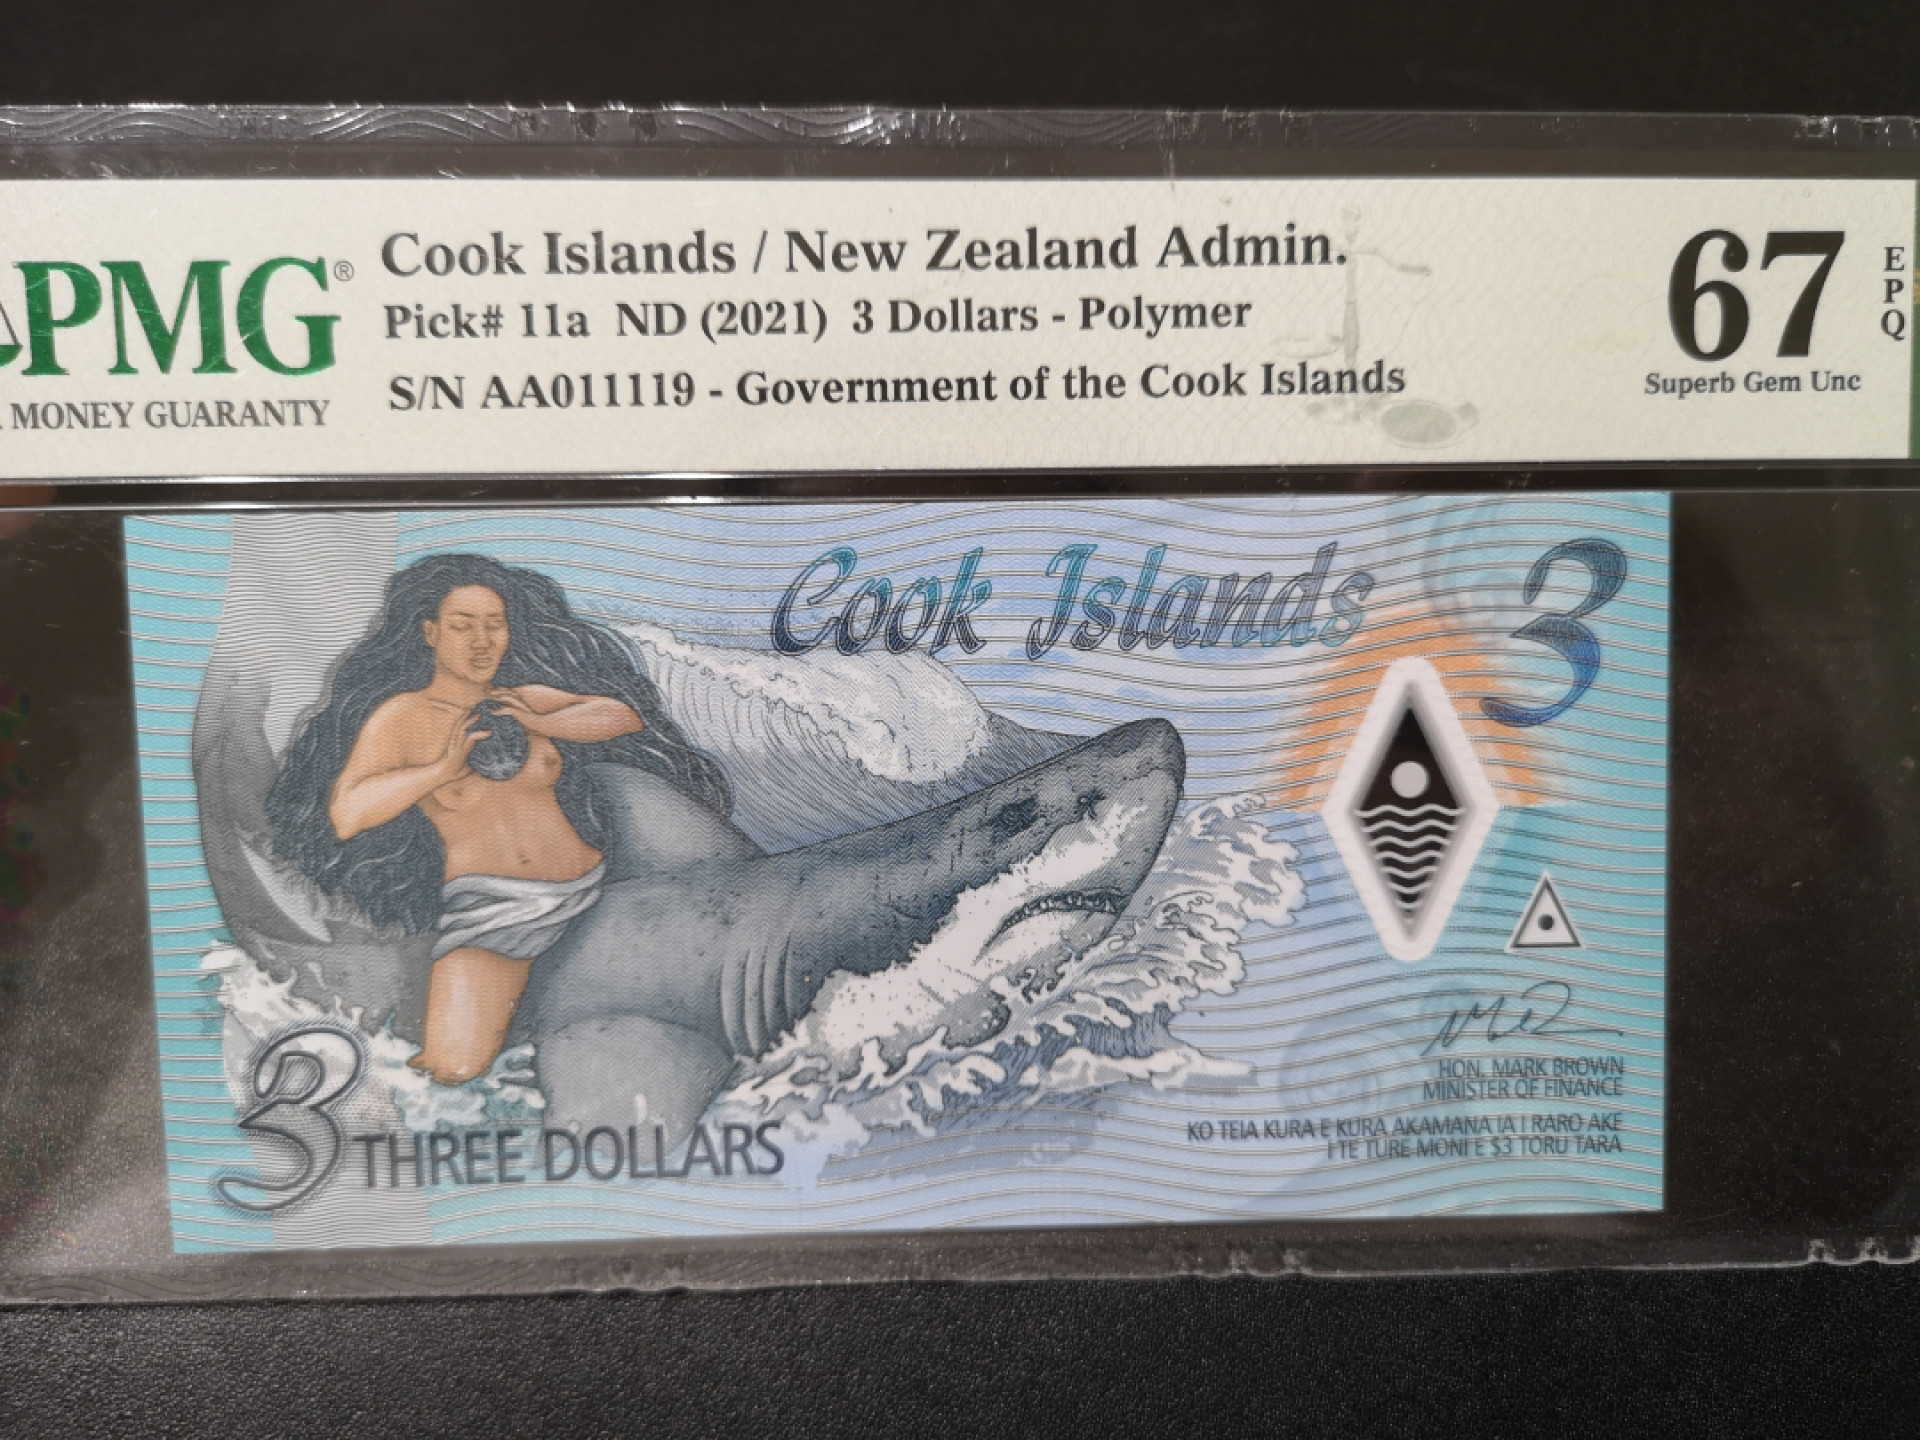 PMG®
MONEY GUARANTY
Cook Islands / New Zealand Admin.
Pick# 11a ND (2021) 3 Dollars - Polymer
S/N AA011119 - Government of the Cook Islands
67
EPQ
Superb Gem Unc
Cook Islands
3
HON. MARK BROWN
MINISTER OF FINANCE
KO TEIA KURA E KURA AKAMANA IA I RARO AKE
I TE TURE MONI E $3 TORU TARA
3 THREE DOLLARS